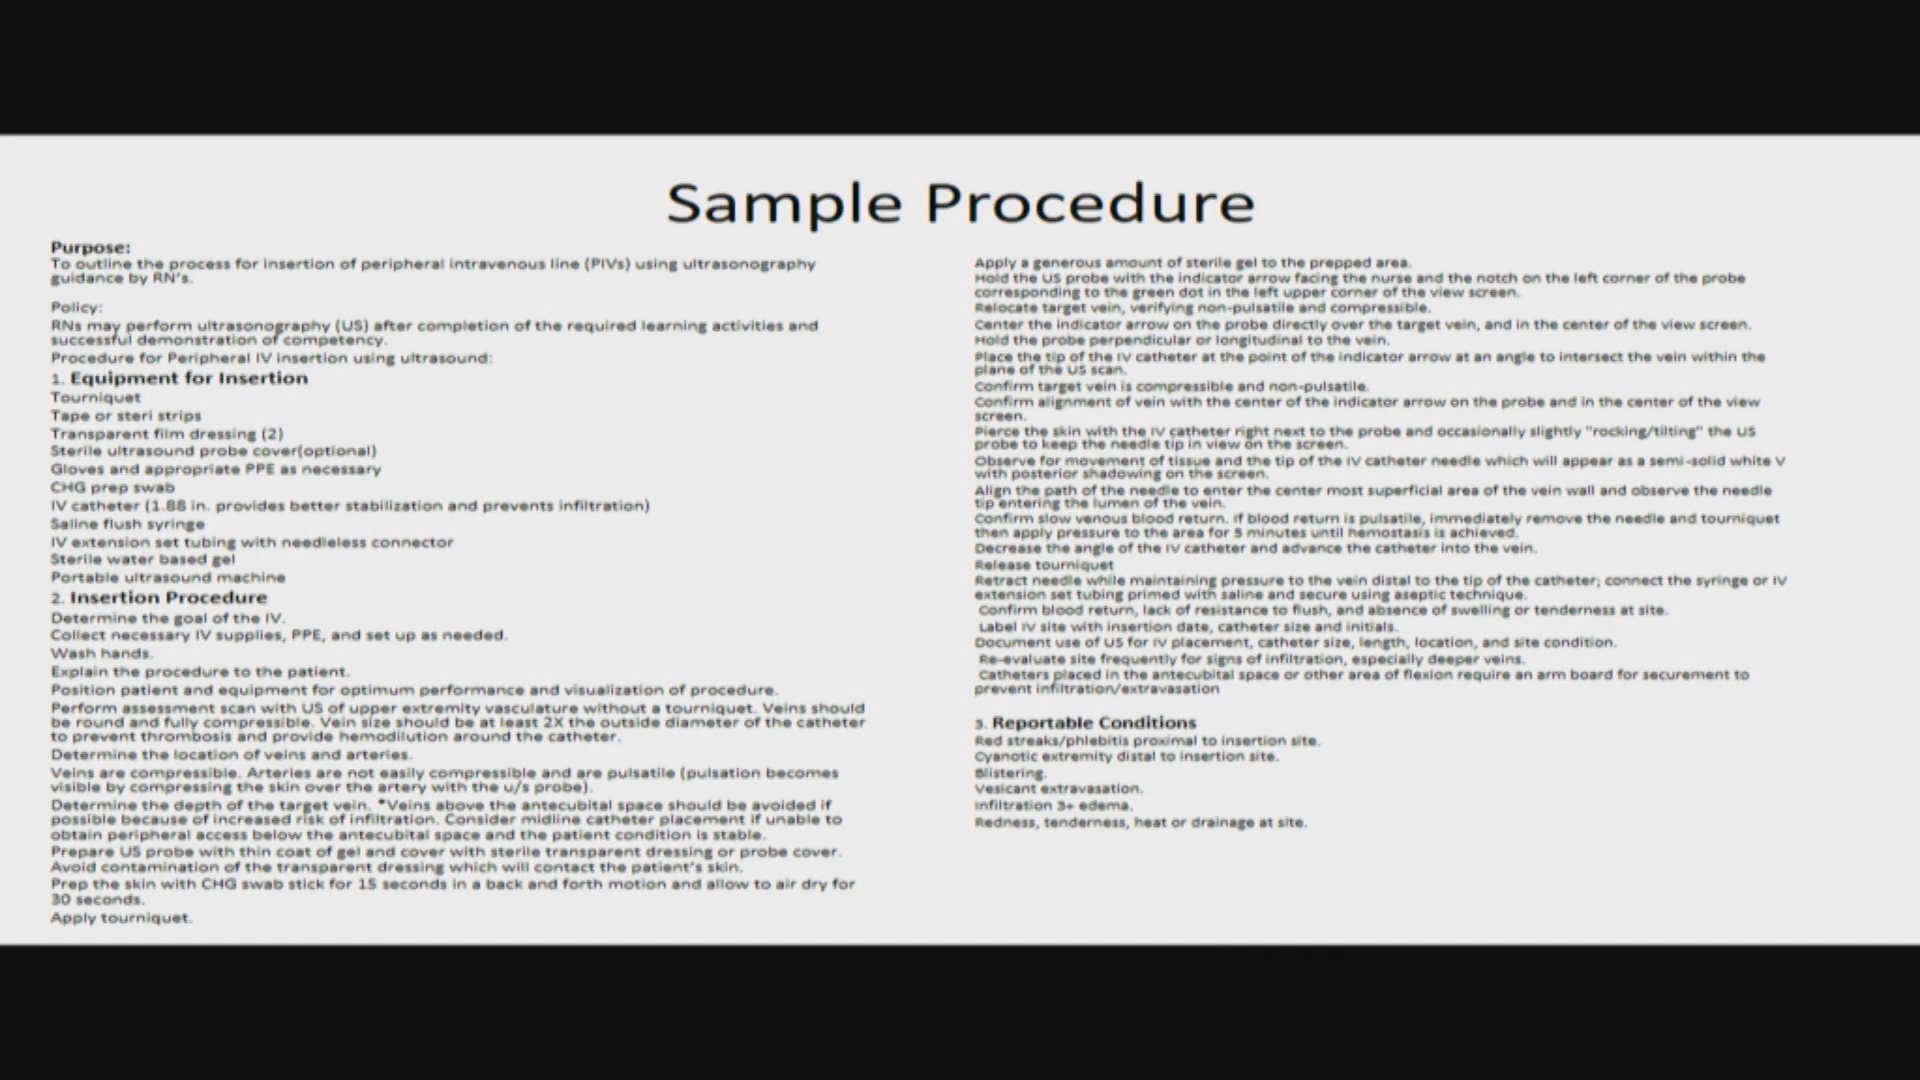 Sample Procedure
Purpose:
To outline the process for insertion of peripheral intravenous line (PIVs) using ultrasonography
guidance by RN's.
Policy:
RNs may perform ultrasonography (US) after completion of the required learning activities and
successful demonstration of competency.
Procedure for Peripheral IV insertion using ultrasound:
1. Equipment for Insertion
Tourniquet
Tape or steri strips
Transparent film dressing (2)
Sterile ultrasound probe cover(optional)
Gloves and appropriate PPE as necessary
CHG prep swab
IV catheter (1.88 in. provides better stabilization and prevents infiltration)
Saline flush syringe
IV extension set tubing with needleless connector
Sterile water based gel
Portable ultrasound machine
2. Insertion Procedure
Determine the goal of the IV.
Collect necessary IV supplies, PPE, and set up as needed.
Wash hands.
Explain the procedure to the patient.
Position patient and equipment for optimum performance and visualization of procedure.
Perform assessment scan with US of upper extremity vasculature without a tourniquet. Veins should
be round and fully compressible. Vein size should be at least 2X the outside diameter of the catheter
to prevent thrombosis and provide hemodilution around the catheter.
Determine the location of veins and arteries.
Veins are compressible. Arteries are not easily compressible and are pulsatile (pulsation becomes
visible by compressing the skin over the artery with the u/s probe).
Determine the depth of the target vein. *Veins above the antecubital space should be avoided if
possible because of increased risk of infiltration. Consider midline catheter placement if unable to
obtain peripheral access below the antecubital space and the patient condition is stable.
Prepare US probe with thin coat of gel and cover with sterile transparent dressing or probe cover.
Avoid contamination of the transparent dressing which will contact the patient's skin.
Prep the skin with CHG swab stick for 15 seconds in a back and forth motion and allow to air dry for
30 seconds.
Apply tourniquet.
Apply a generous amount of sterile gel to the prepped area.
Hold the US probe with the indicator arrow facing the nurse and the notch on the left corner of the probe
corresponding to the green dot in the left upper corner of the view screen.
Relocate target vein, verifying non-pulsatile and compressible.
Center the indicator arrow on the probe directly over the target vein, and in the center of the view screen.
Hold the probe perpendicular or longitudinal to the vein.
Place the tip of the IV catheter at the point of the indicator arrow at an angle to intersect the vein within the
plane of the US scan.
Confirm target vein is compressible and non-pulsatile.
Confirm alignment of vein with the center of the indicator arrow on the probe and in the center of the view
screen.
Pierce the skin with the IV catheter right next to the probe and occasionally slightly "rocking/tilting" the US
probe to keep the needle tip in view on the screen.
Observe for movement of tissue and the tip of the IV catheter needle which will appear as a semi-solid white V
with posterior shadowing on the screen.
Align the path of the needle to enter the center most superficial area of the vein wall and observe the needle
tip entering the lumen of the vein.
Confirm slow venous blood return. If blood return is pulsatile, immediately remove the needle and tourniquet
then apply pressure to the area for 5 minutes until hemostasis is achieved.
Decrease the angle of the IV catheter and advance the catheter into the vein.
Release tourniquet
Retract needle while maintaining pressure to the vein distal to the tip of the catheter; connect the syringe or IV
extension set tubing primed with saline and secure using aseptic technique.
Confirm blood return, lack of resistance to flush, and absence of swelling or tenderness at site.
Label IV site with insertion date, catheter size and initials.
Document use of US for IV placement, catheter size, length, location, and site condition.
Re-evaluate site frequently for signs of infiltration, especially deeper veins.
Catheters placed in the antecubital space or other area of flexion require an arm board for securement to
prevent infiltration/extravasation
3. Reportable Conditions
Red streaks/phlebitis proximal to insertion site.
Cyanotic extremity distal to insertion site.
Blistering.
Vesicant extravasation.
Infiltration 3+ edema.
Redness, tenderness, heat or drainage at site.